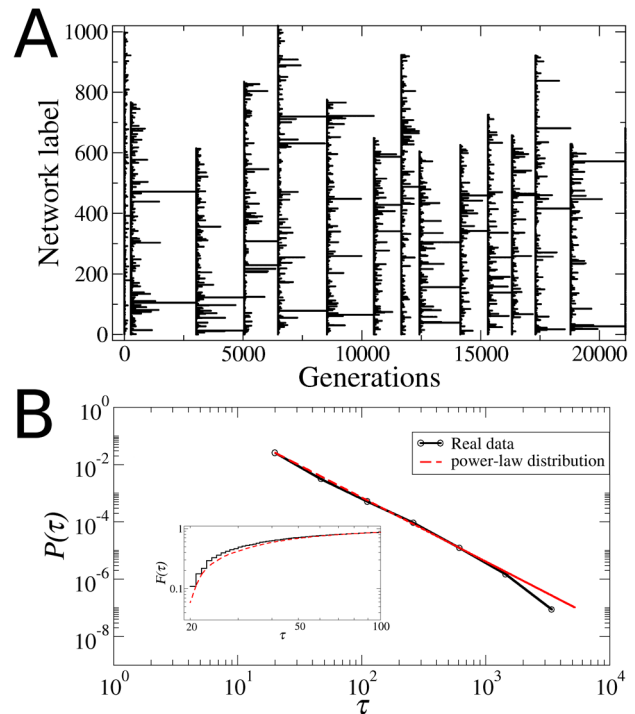 A
1000
800
600
400
200
0
Network label
0 5000 10000 15000 20000
Generations
B
10^0
10^-2
10^-4
10^-6
10^-8
P(τ)
Real data
power-law distribution
1
0.1
F(τ)
20 50 100
τ
10^0 10^1 10^2 10^3 10^4
τ